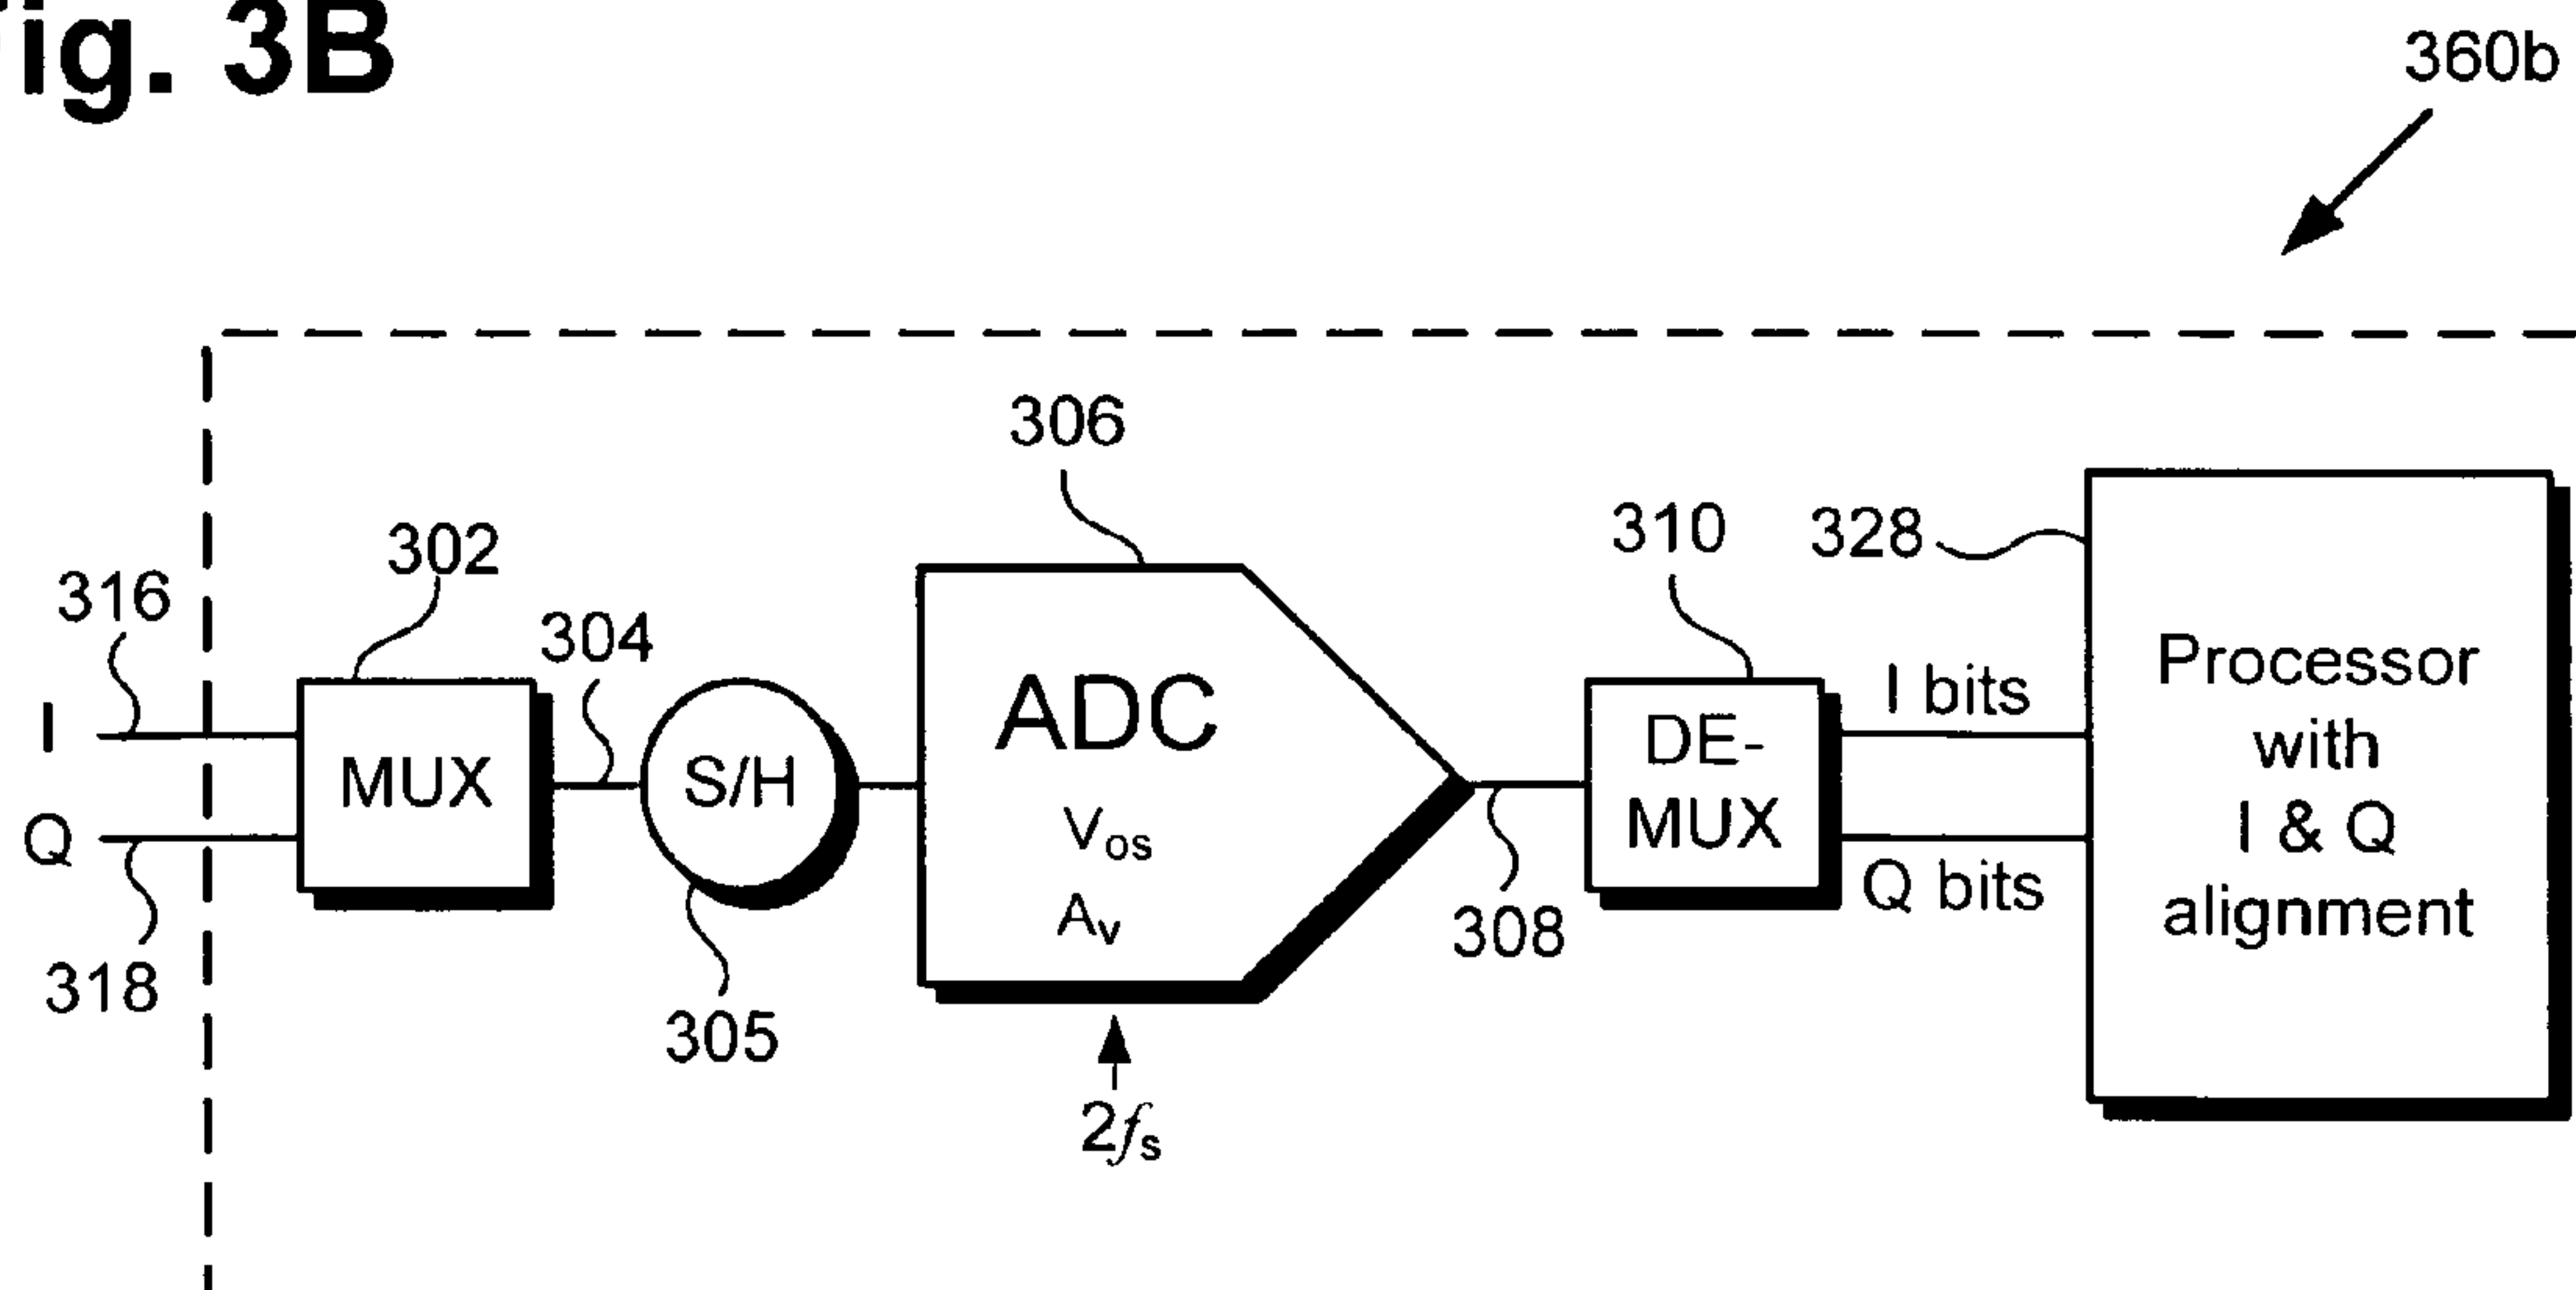 ig. 3B
360b
306
310
328
302
316
304
I
Q
MUX
S/H
ADC
Vos
Av
DE-
MUX
I bits
Q bits
Processor
with
I & Q
alignment
308
318
305
2fs